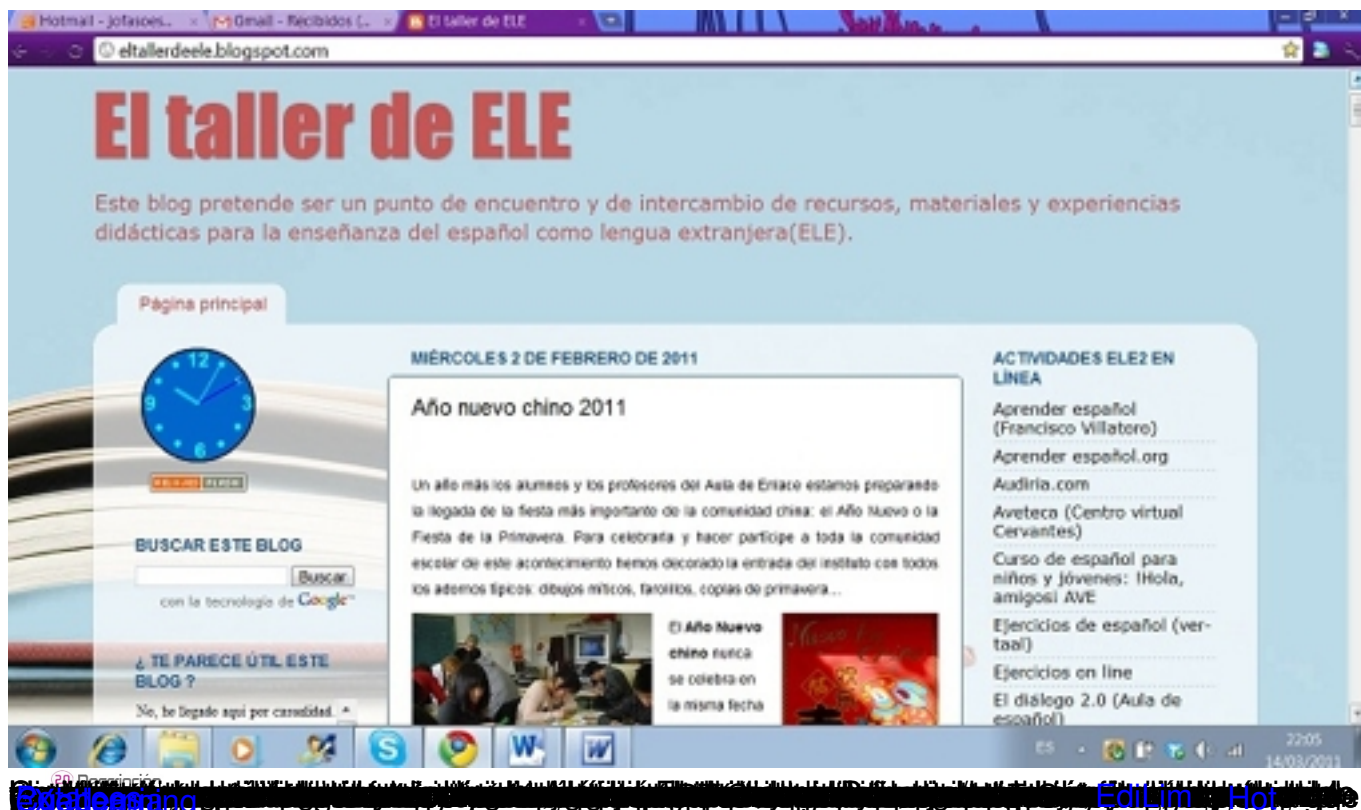 Hotmail - jofasoes...
Gmail - Recibidos (...
El taller de ELE
eltallerdeele.blogspot.com
El taller de ELE
Este blog pretende ser un punto de encuentro y de intercambio de recursos, materiales y experiencias
didácticas para la enseñanza del español como lengua extranjera(ELE).
Página principal
12
3
6
9
BUSCAR ESTE BLOG
Buscar
con la tecnología de Google™
¿ TE PARECE ÚTIL ESTE
BLOG ?
No, he llegado aquí por casualidad.
MIÉRCOLES 2 DE FEBRERO DE 2011
Año nuevo chino 2011
Un año más los alumnos y los profesores del Aula de Enlace estamos preparando
la llegada de la fiesta más importante de la comunidad china: el Año Nuevo o la
Fiesta de la Primavera. Para celebrarla y hacer partícipe a toda la comunidad
escolar de este acontecimiento hemos decorado la entrada del instituto con todos
los adornos típicos: dibujos míticos, farolillos, coplas de primavera...
El Año Nuevo
chino nunca
se celebra en
la misma fecha
ACTIVIDADES ELE2 EN
LÍNEA
Aprender español
(Francisco Villatoro)
Aprender español.org
Audiria.com
Aveteca (Centro virtual
Cervantes)
Curso de español para
niños y jóvenes: !Hola,
amigos¡ AVE
Ejercicios de español (ver-
taal)
Ejercicios on line
El diálogo 2.0 (Aula de
español)
ES
22:05
14/03/2011
20 Descripción
EdiLim
Hot